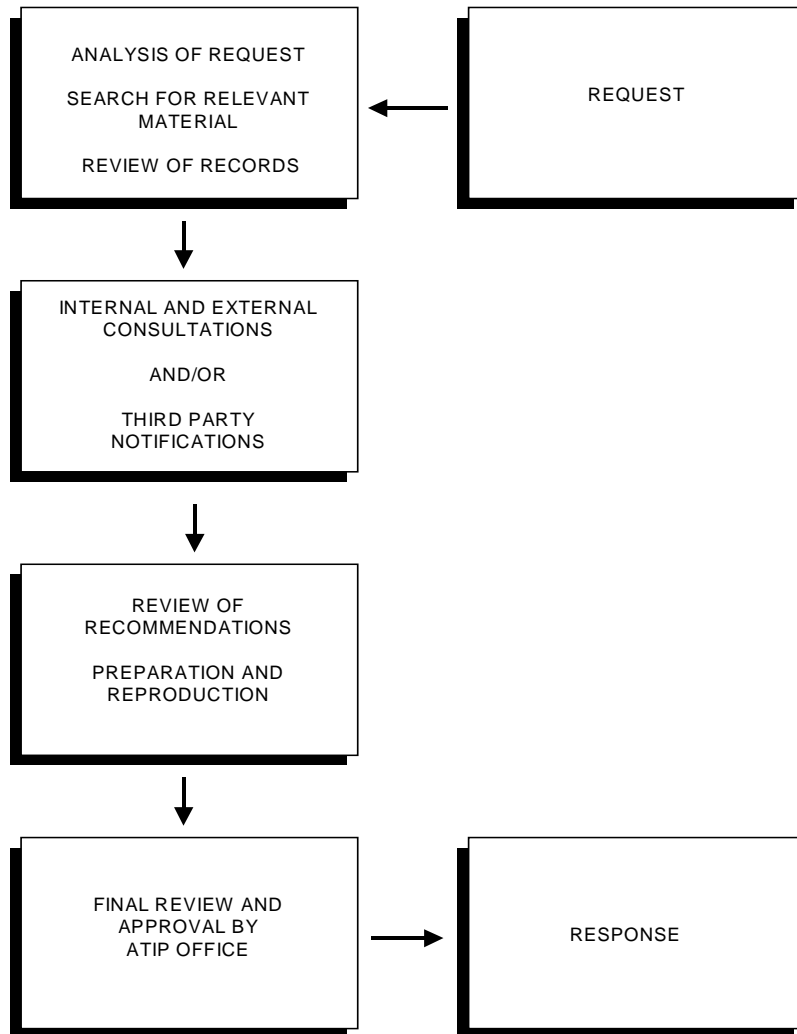 REQUEST
ANALYSIS OF REQUEST
SEARCH FOR RELEVANT
MATERIAL
REVIEW OF RECORDS
INTERNAL AND EXTERNAL
CONSULTATIONS
AND/OR
THIRD PARTY
NOTIFICATIONS
REVIEW OF
RECOMMENDATIONS
PREPARATION AND
REPRODUCTION
FINAL REVIEW AND
APPROVAL BY
ATIP OFFICE
RESPONSE